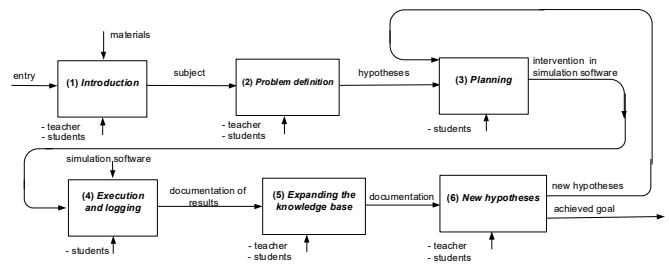 materials
entry
(1) Introduction
subject
(2) Problem definition
hypotheses
(3) Planning
intervention in
simulation software
- teacher
- students
- teacher
- students
- students
simulation software
(4) Execution
and logging
documentation of
results
(5) Expanding the
knowledge base
documentation
(6) New hypotheses
new hypotheses
achieved goal
- students
- teacher
- students
- teacher
- students